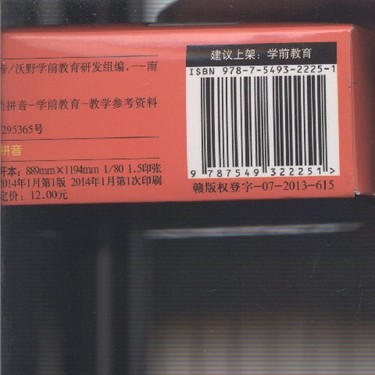 /沃野学前教育研发组编.—南
拼音-学前教育-教学参考资料
295365号
拼音
开本：889mm×1194mm 1/80 1.5印张
2014年1月第1版 2014年1月第1次印刷
定价：12.00元
建议上架：学前教育
ISBN 978-7-5493-2225-1
9 787549 322251 >
赣版权登字-07-2013-615